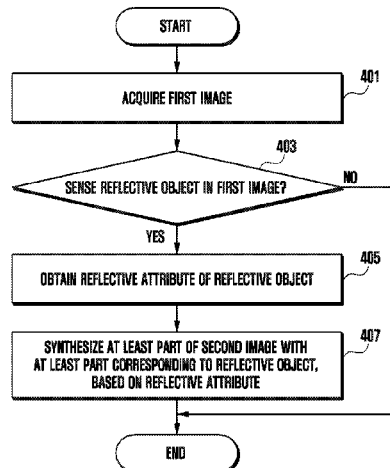 START
401
ACQUIRE FIRST IMAGE
403
SENSE REFLECTIVE OBJECT IN FIRST IMAGE?
NO
YES
405
OBTAIN REFLECTIVE ATTRIBUTE OF REFLECTIVE OBJECT
407
SYNTHESIZE AT LEAST PART OF SECOND IMAGE WITH
AT LEAST PART CORRESPONDING TO REFLECTIVE OBJECT,
BASED ON REFLECTIVE ATTRIBUTE
END